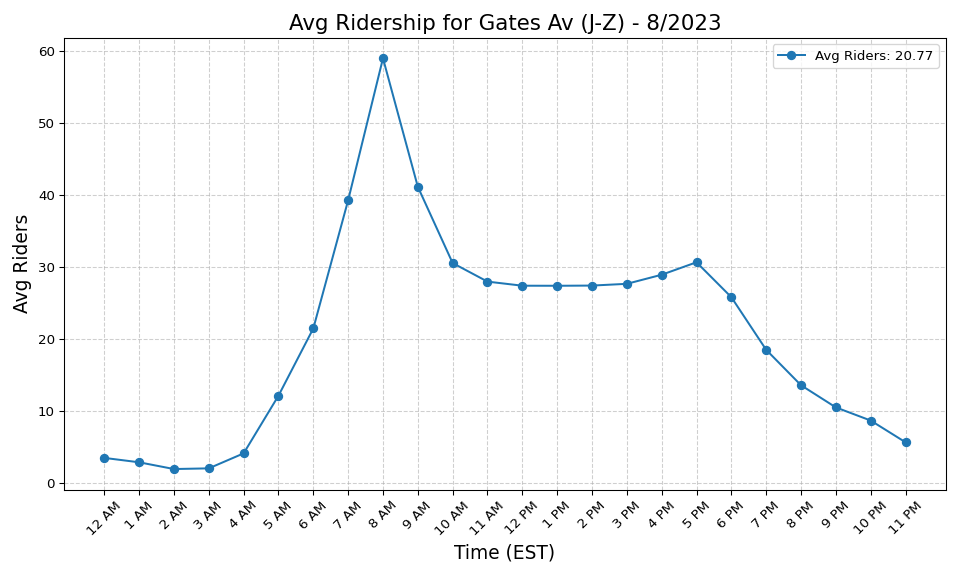 Avg Ridership for Gates Av (J-Z) - 8/2023
Avg Riders: 20.77
60
50
40
30
20
10
0
Avg Riders
12 AM
1 AM
2 AM
3 AM
4 AM
5 AM
6 AM
7 AM
8 AM
9 AM
10 AM
11 AM
12 PM
1 PM
2 PM
3 PM
4 PM
5 PM
6 PM
7 PM
8 PM
9 PM
10 PM
11 PM
Time (EST)